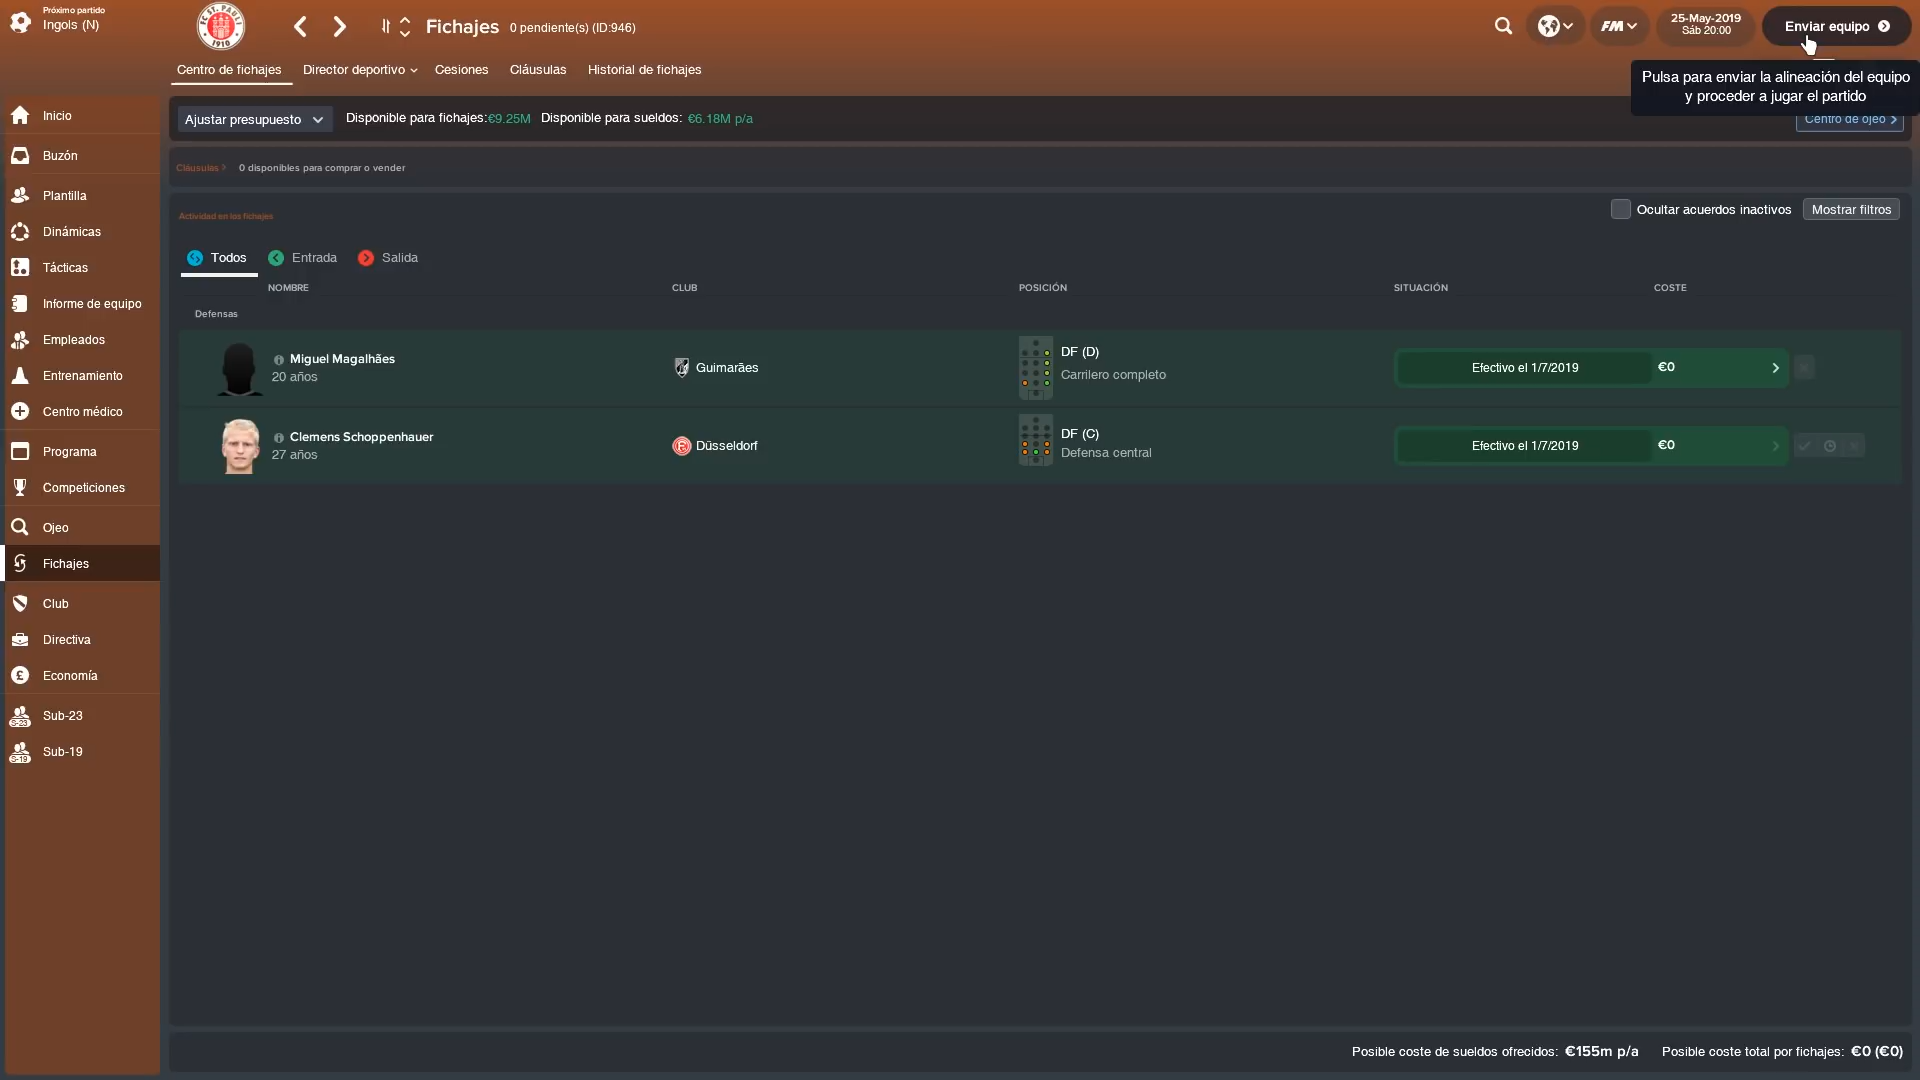 Próximo partido
Ingols (N)
FC ST. PAULI
1910
Fichajes
0 pendiente(s) (ID:946)
FM
25-May-2019
Sáb 20:00
Enviar equipo
Centro de fichajes
Director deportivo
Cesiones
Cláusulas
Historial de fichajes
Pulsa para enviar la alineación del equipo
y proceder a jugar el partido
Ajustar presupuesto
Disponible para fichajes:€9.25M
Disponible para sueldos: €6.18M p/a
Centro de ojeo >
Cláusulas >
0 disponibles para comprar o vender
Actividad en los fichajes
Ocultar acuerdos inactivos
Mostrar filtros
Todos
Entrada
Salida
NOMBRE
CLUB
POSICIÓN
SITUACIÓN
COSTE
Defensas
Miguel Magalhães
20 años
Guimarães
DF (D)
Carrilero completo
Efectivo el 1/7/2019
€0
Clemens Schoppenhauer
27 años
Düsseldorf
DF (C)
Defensa central
Efectivo el 1/7/2019
€0
Inicio
Buzón
Plantilla
Dinámicas
Tácticas
Informe de equipo
Empleados
Entrenamiento
Centro médico
Programa
Competiciones
Ojeo
Fichajes
Club
Directiva
Economía
S-23
Sub-23
S-19
Sub-19
Posible coste de sueldos ofrecidos: €155m p/a
Posible coste total por fichajes: €0 (€0)